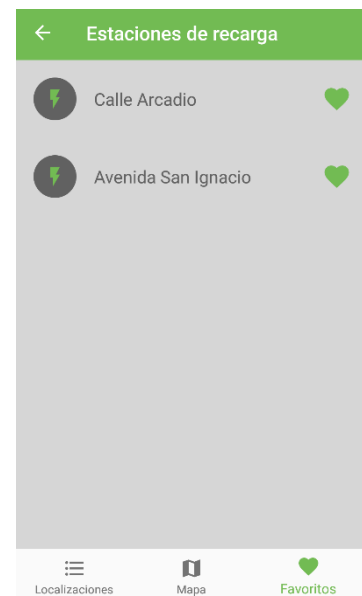 Estaciones de recarga
Calle Arcadio
Avenida San Ignacio
Localizaciones
Mapa
Favoritos